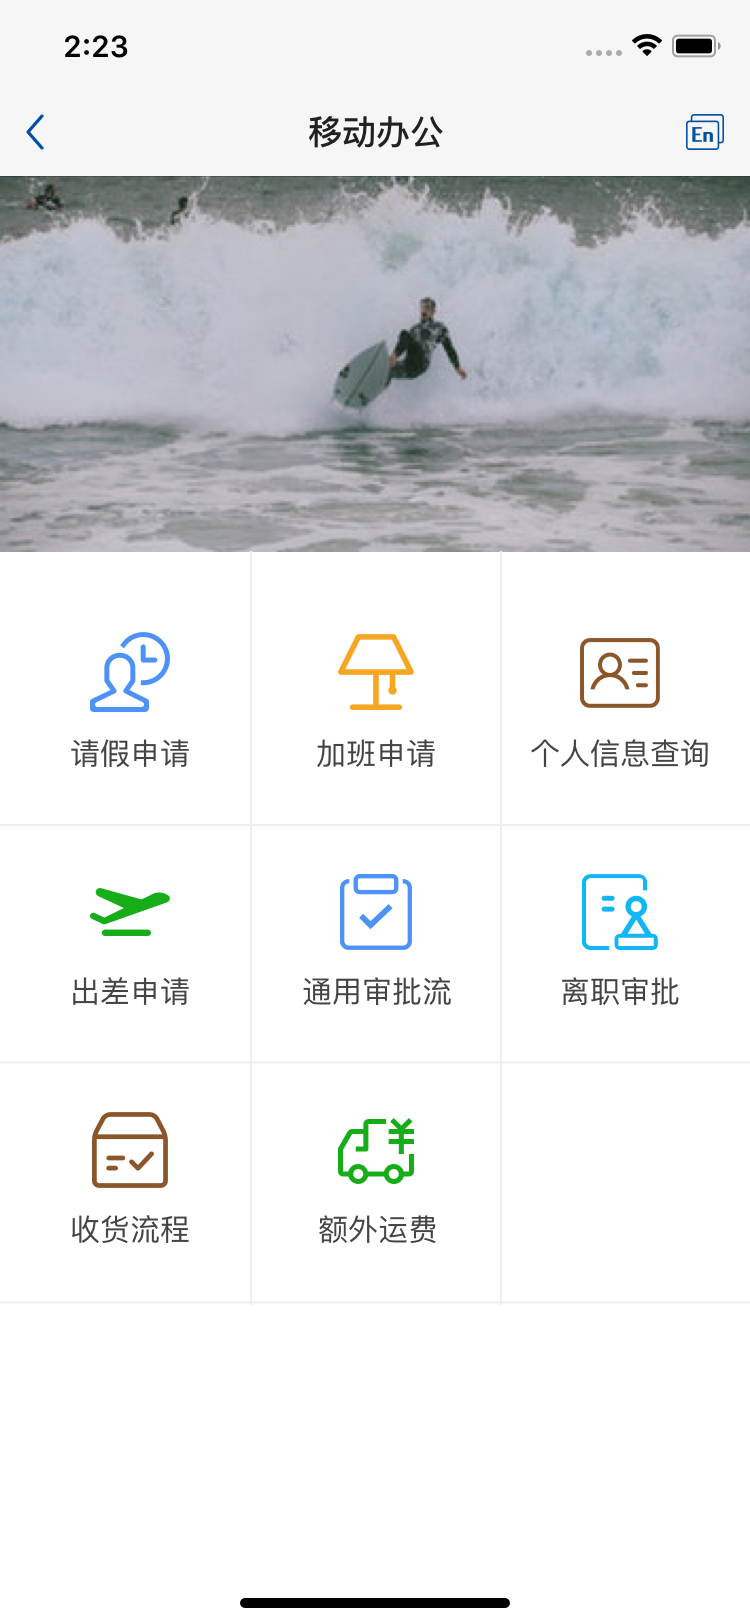 2:23
移动办公
En
请假申请
加班申请
个人信息查询
出差申请
通用审批流
离职审批
收货流程
额外运费